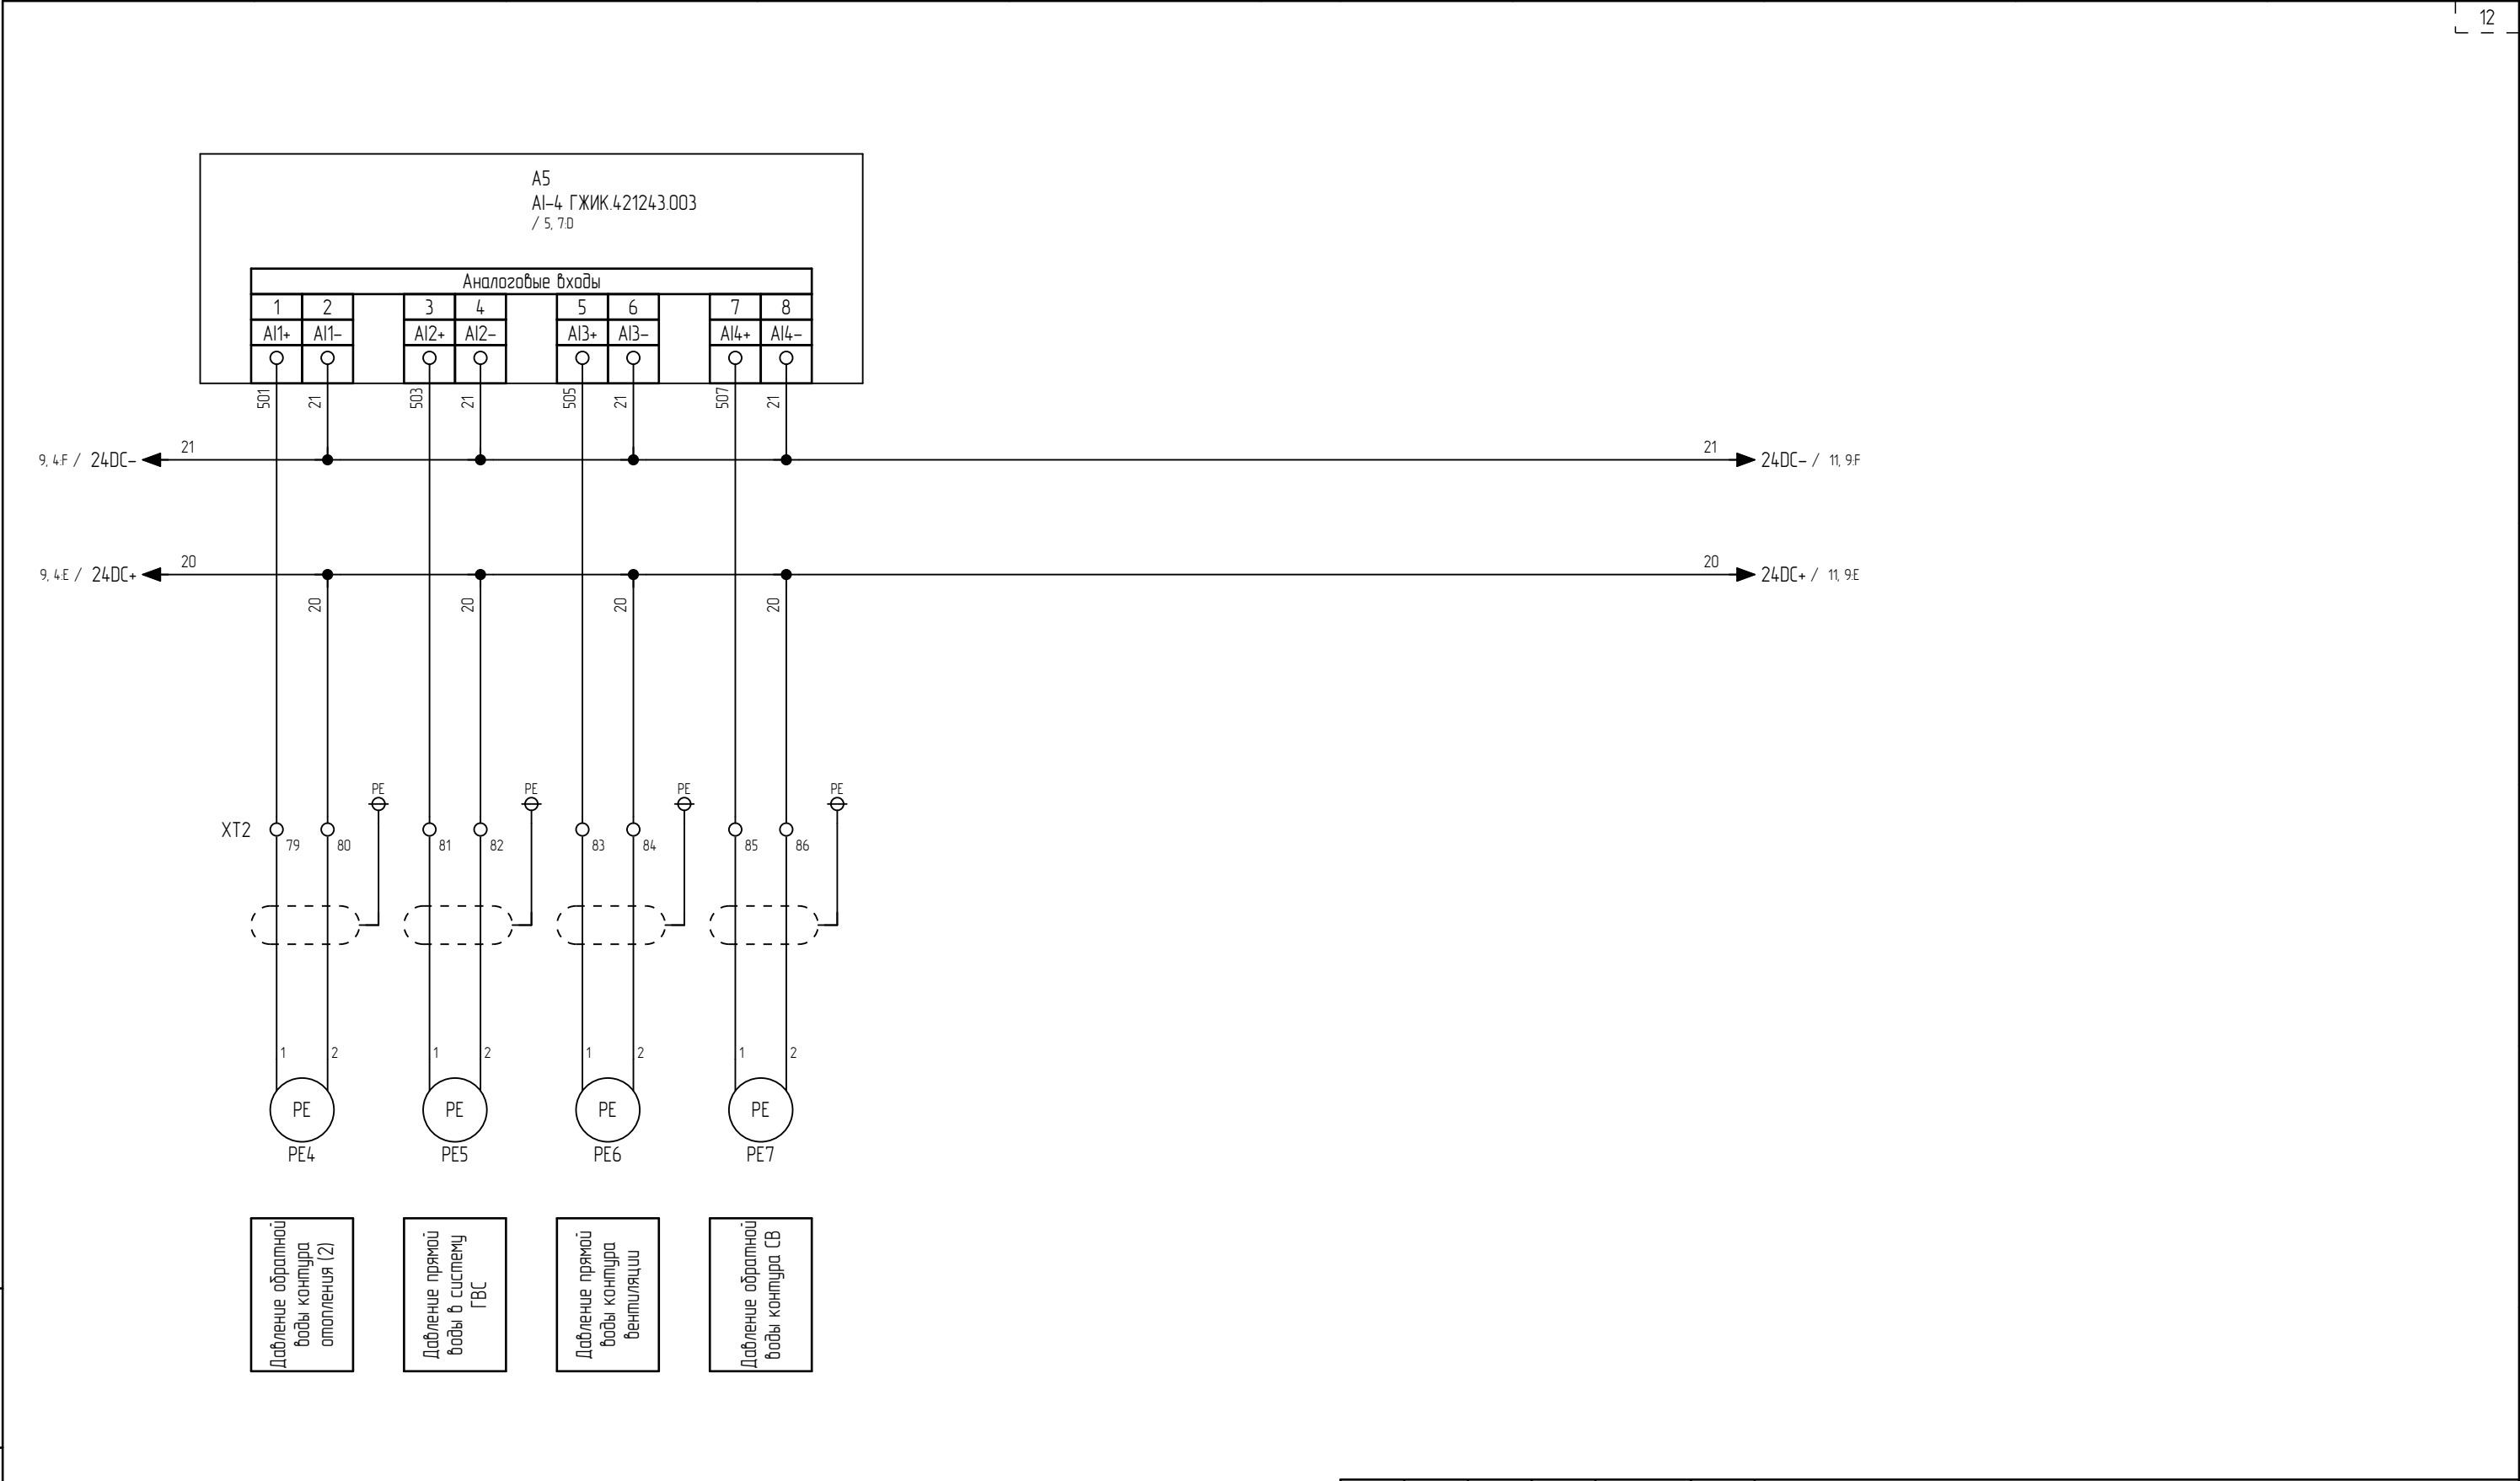 12
А5
AI-4 ГЖИК.421243.003
/ 5, 7:D
Аналоговые входы
1 2 3 4 5 6 7 8
AI1+ AI1- AI2+ AI2- AI3+ AI3- AI4+ AI4-
501 21 503 21 505 21 507 21
9, 4:F / 24DC- 21 21 24DC- / 11, 9:F
9, 4:E / 24DC+ 20 20 24DC+ / 11, 9:E
20 20 20 20
PE PE PE PE
XT2 79 80 81 82 83 84 85 86
1 2 1 2 1 2 1 2
PE PE PE PE
PE4 PE5 PE6 PE7
Давление обратной
воды контура
отопления (2)
Давление прямой
воды в систему
ГВС
Давление прямой
воды контура
вентиляции
Давление обратной
воды контура СВ